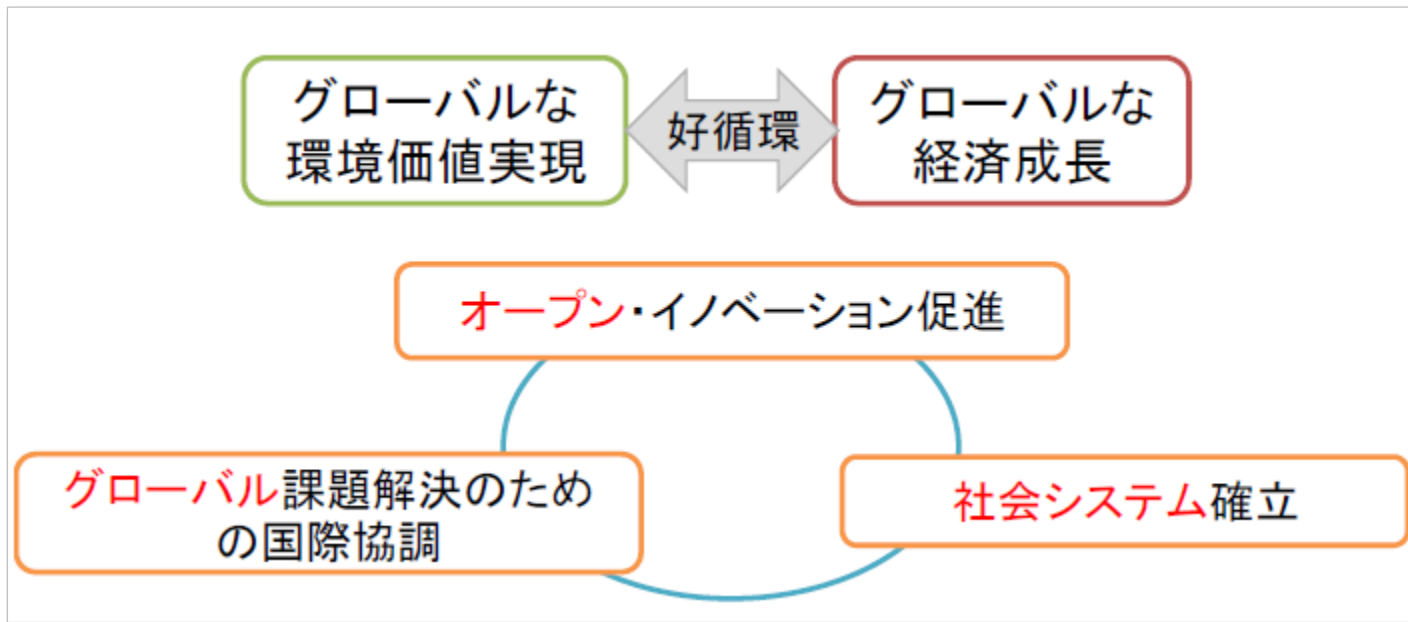 グローバルな
環境価値実現
好循環
グローバルな
経済成長
オープン・イノベーション促進
グローバル課題解決のため
の国際協調
社会システム確立